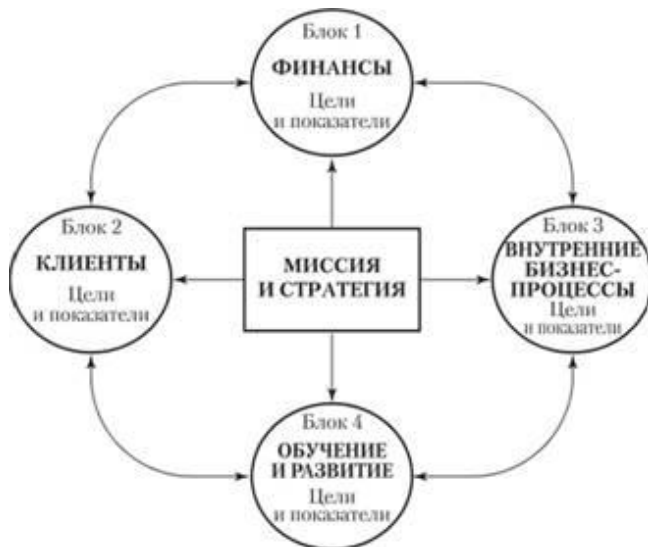 Блок 1
ФИНАНСЫ
Цели
и показатели
Блок 2
КЛИЕНТЫ
Цели
и показатели
МИССИЯ
И СТРАТЕГИЯ
Блок 3
ВНУТРЕННИЕ
БИЗНЕС-
ПРОЦЕССЫ
Цели
и показатели
Блок 4
ОБУЧЕНИЕ
И РАЗВИТИЕ
Цели
и показатели